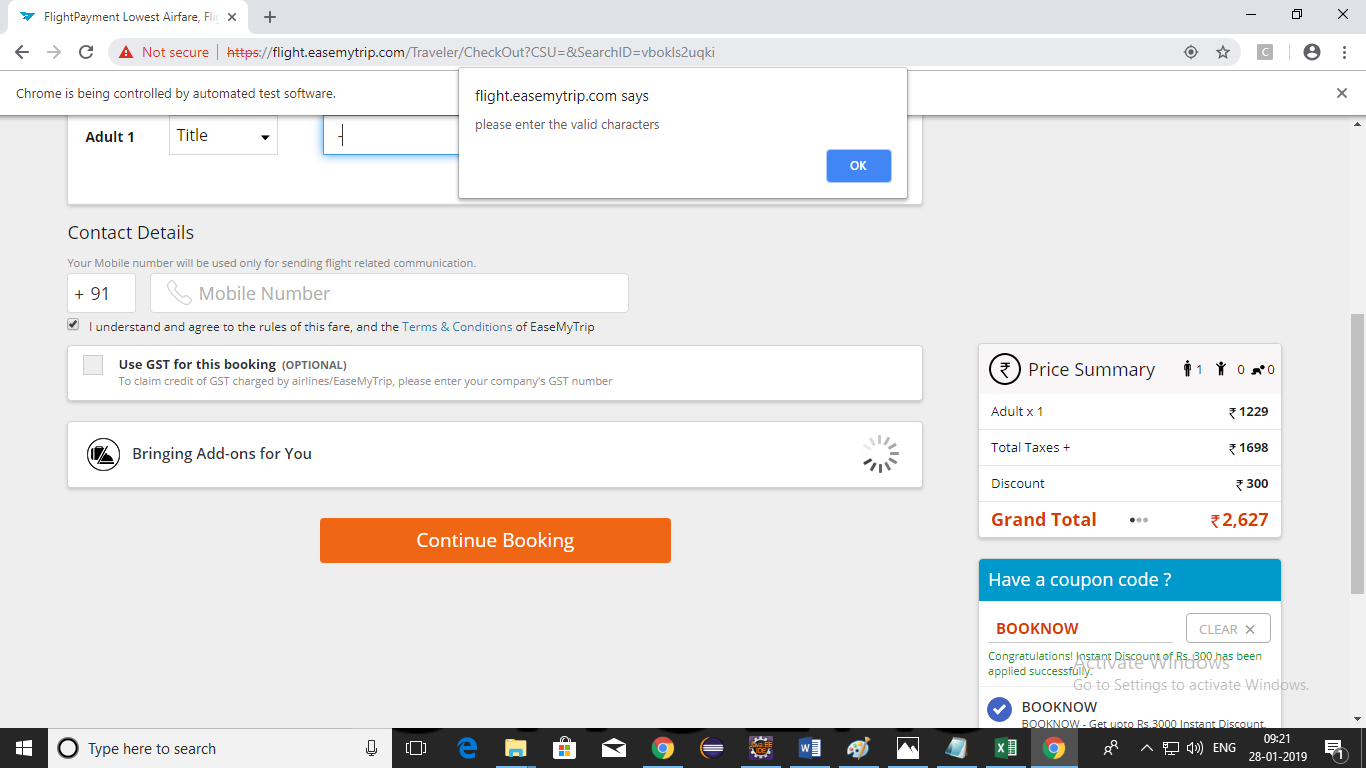 FlightPayment Lowest Airfare, Flig
Not secure
https://flight.easemytrip.com/Traveler/CheckOut?CSU=&SearchID=vbokls2uqki
C
Chrome is being controlled by automated test software.
flight.easemytrip.com says
please enter the valid characters
OK
Adult 1
Title
-
Contact Details
Your Mobile number will be used only for sending flight related communication.
+ 91
Mobile Number
I understand and agree to the rules of this fare, and the Terms & Conditions of EaseMyTrip
Use GST for this booking (OPTIONAL)
To claim credit of GST charged by airlines/EaseMyTrip, please enter your company's GST number
Bringing Add-ons for You
Continue Booking
₹ Price Summary 1 0 0
Adult x 1 ₹ 1229
Total Taxes + ₹ 1698
Discount ₹ 300
Grand Total ₹ 2,627
Have a coupon code ?
BOOKNOW
CLEAR ✕
Congratulations! Instant Discount of Rs. 300 has been
applied successfully.
Activate Windows
Go to Settings to activate Windows.
BOOKNOW
BOOKNOW - Get upto Rs.3000 Instant Discount.
Type here to search
Java EE
IDE
ENG
09:21
28-01-2019
1